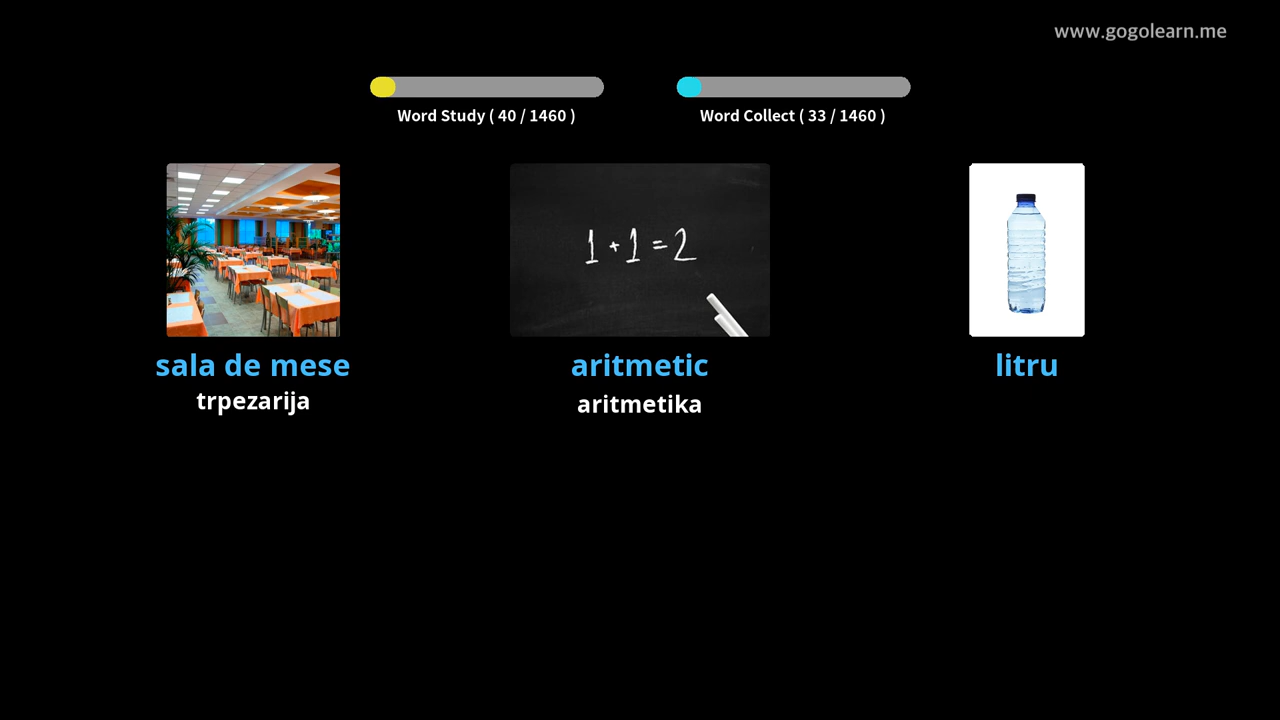 www.gogolearn.me
Word Study ( 40 / 1460 )
Word Collect ( 33 / 1460 )
1 + 1 = 2
sala de mese
aritmetic
litru
trpezarija
aritmetika